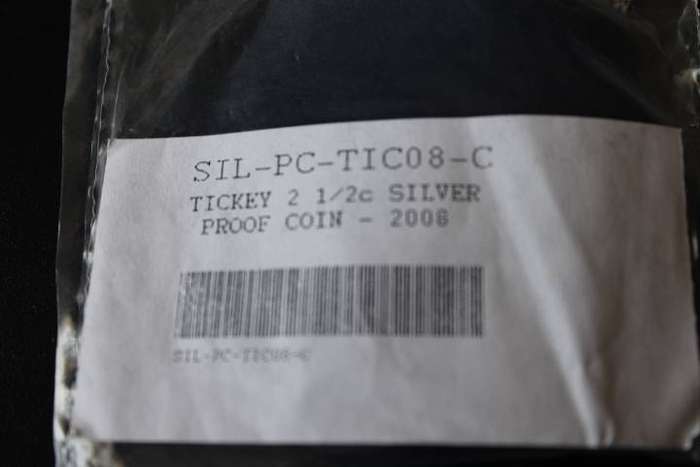 SIL-PC-TIC08-C
TICKEY 2 1/2c SILVER
PROOF COIN - 2008
SIL-PC-TIC08-C